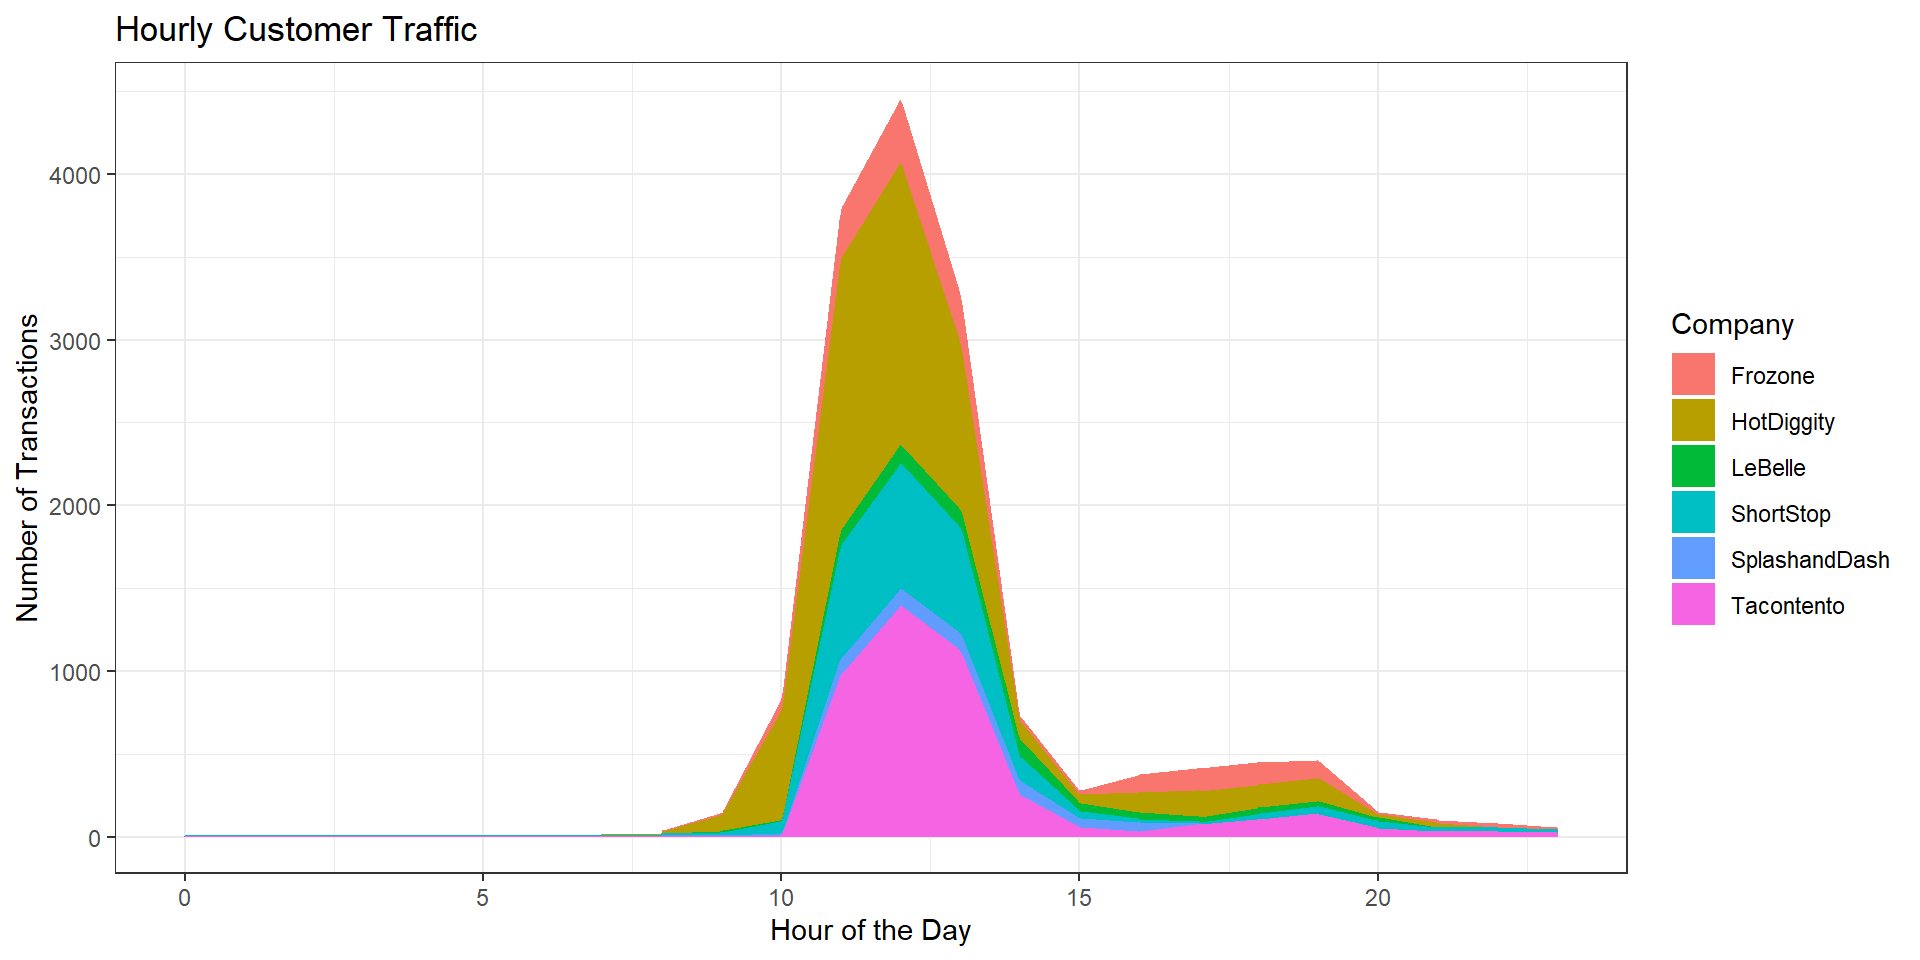 Hourly Customer Traffic
Number of Transactions
4000
3000
2000
1000
0
0 5 10 15 20
Hour of the Day
Company
Frozone
HotDiggity
LeBelle
ShortStop
SplashandDash
Tacontento